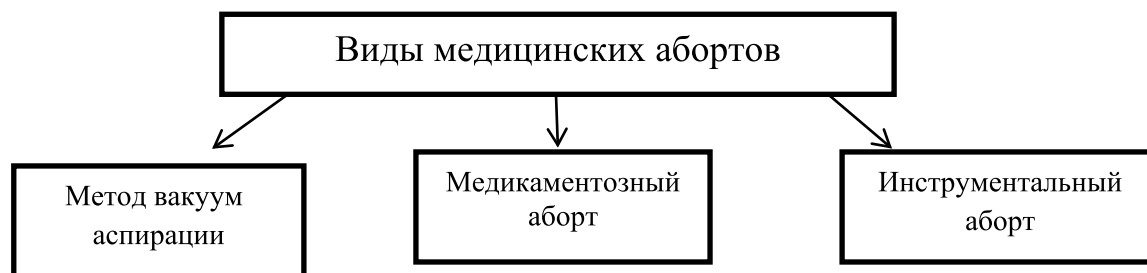 Виды медицинских абортов
Метод вакуум
аспирации
Медикаментозный
аборт
Инструментальный
аборт